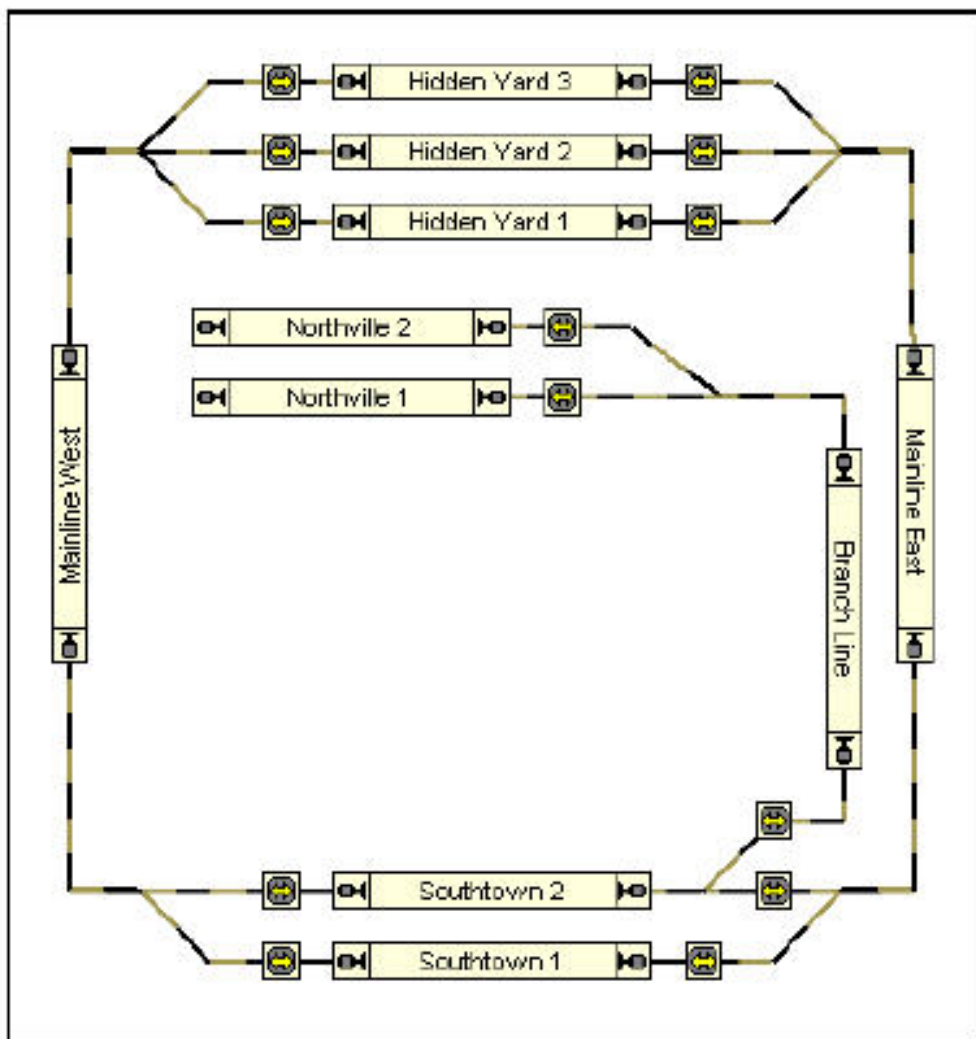 Hidden Yard 3
Hidden Yard 2
Hidden Yard 1
Northville 2
Northville 1
Mainline West
Mainline East
Branch Line
Southtown 2
Southtown 1